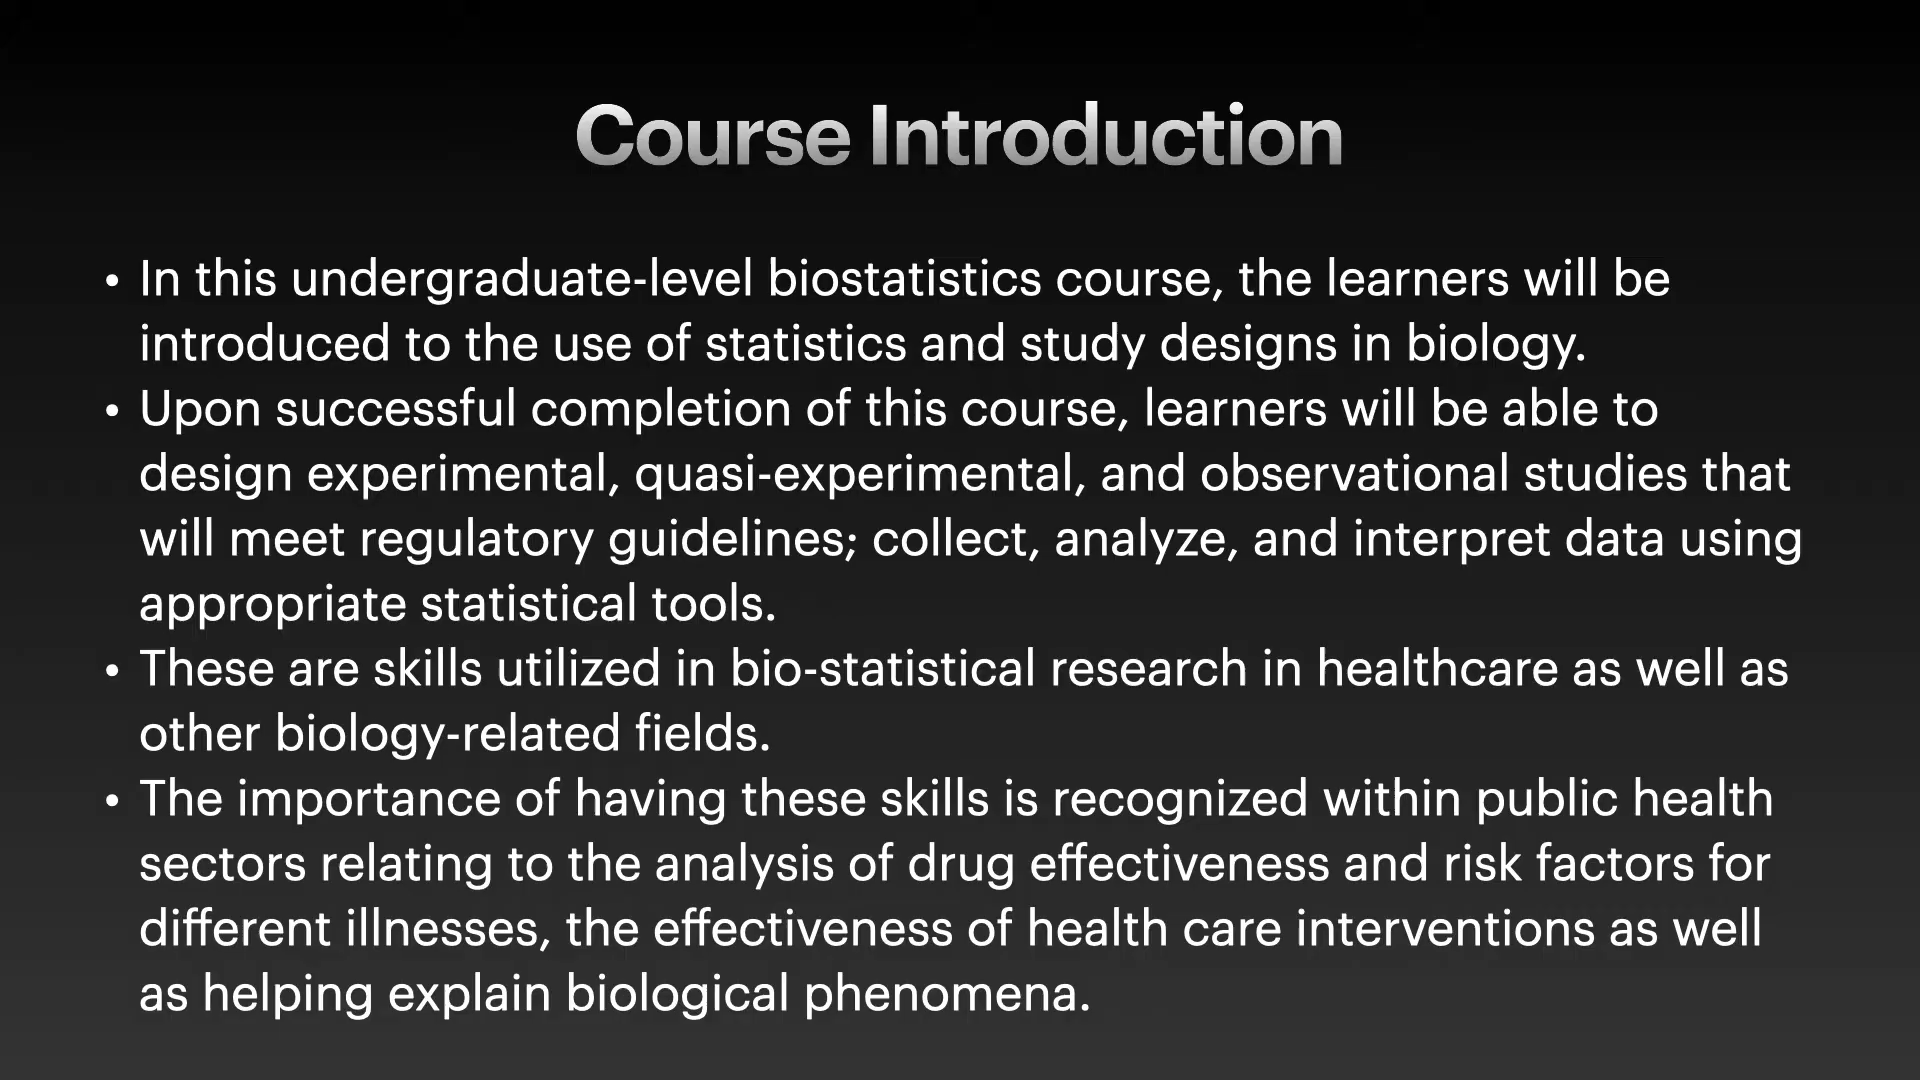 Course Introduction
• In this undergraduate-level biostatistics course, the learners will be
introduced to the use of statistics and study designs in biology.
• Upon successful completion of this course, learners will be able to
design experimental, quasi-experimental, and observational studies that
will meet regulatory guidelines; collect, analyze, and interpret data using
appropriate statistical tools.
• These are skills utilized in bio-statistical research in healthcare as well as
other biology-related fields.
• The importance of having these skills is recognized within public health
sectors relating to the analysis of drug effectiveness and risk factors for
different illnesses, the effectiveness of health care interventions as well
as helping explain biological phenomena.